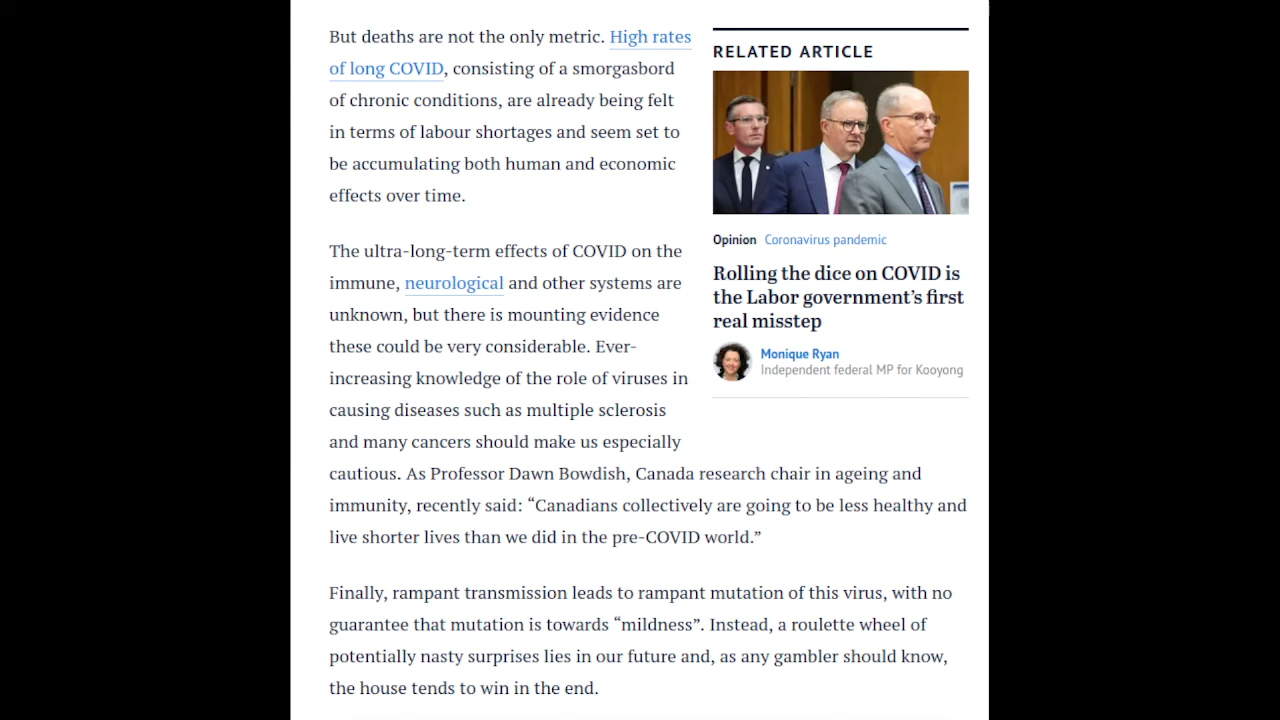 But deaths are not the only metric. High rates
of long COVID, consisting of a smorgasbord
of chronic conditions, are already being felt
in terms of labour shortages and seem set to
be accumulating both human and economic
effects over time.
The ultra-long-term effects of COVID on the
immune, neurological and other systems are
unknown, but there is mounting evidence
these could be very considerable. Ever-
increasing knowledge of the role of viruses in
causing diseases such as multiple sclerosis
and many cancers should make us especially
cautious. As Professor Dawn Bowdish, Canada research chair in ageing and
immunity, recently said: “Canadians collectively are going to be less healthy and
live shorter lives than we did in the pre-COVID world.”
Finally, rampant transmission leads to rampant mutation of this virus, with no
guarantee that mutation is towards “mildness”. Instead, a roulette wheel of
potentially nasty surprises lies in our future and, as any gambler should know,
the house tends to win in the end.
RELATED ARTICLE
Opinion Coronavirus pandemic
Rolling the dice on COVID is
the Labor government’s first
real misstep
Monique Ryan
Independent federal MP for Kooyong